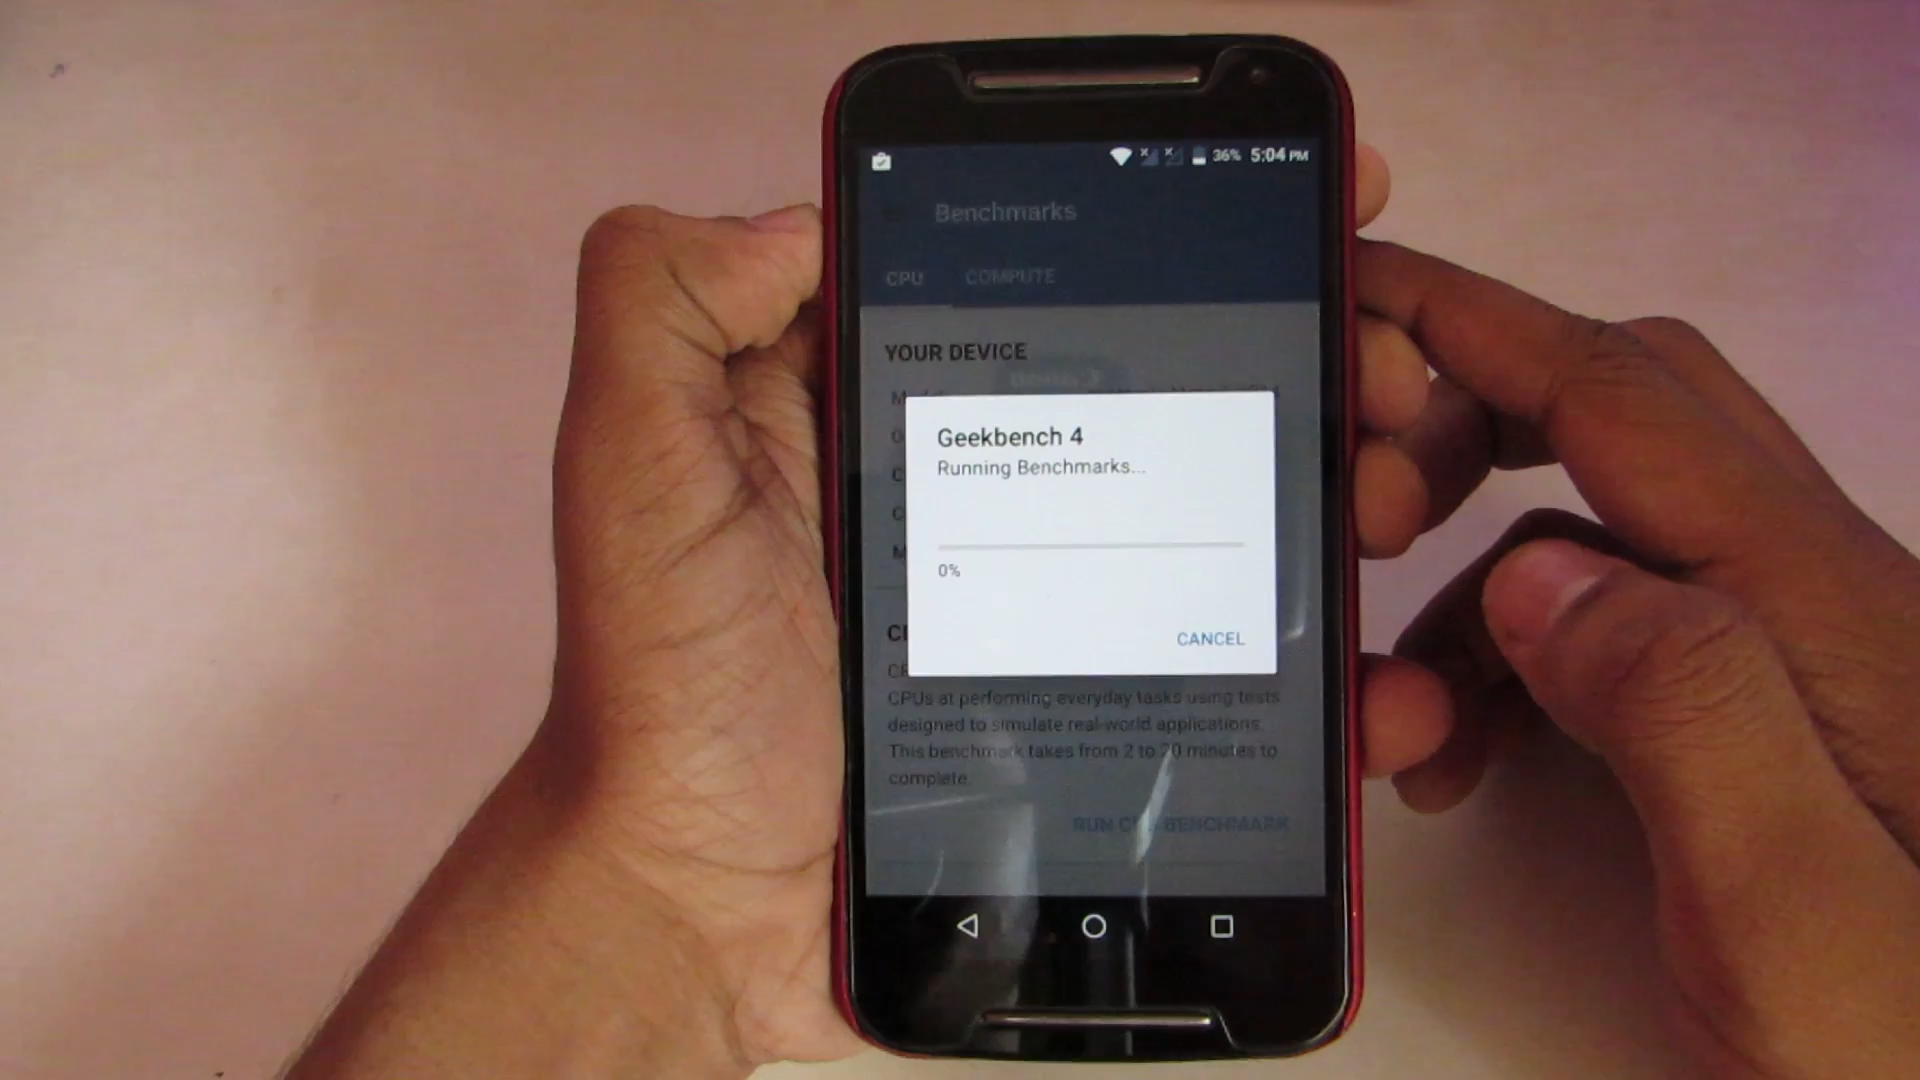 36% 5:04 PM
Benchmarks
CPU COMPUTE
YOUR DEVICE
Geekbench 4
Running Benchmarks...
0%
CANCEL
CPUs at performing everyday tasks using tests
designed to simulate real-world applications.
This benchmark takes from 2 to 20 minutes to
complete.
RUN CPU BENCHMARK